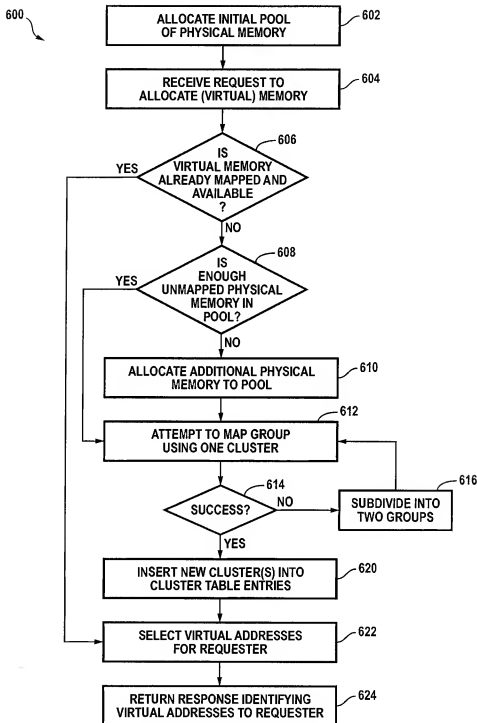 600
ALLOCATE INITIAL POOL
OF PHYSICAL MEMORY
602
RECEIVE REQUEST TO
ALLOCATE (VIRTUAL) MEMORY
604
606
IS
VIRTUAL MEMORY
ALREADY MAPPED AND
AVAILABLE
?
YES
NO
608
IS
ENOUGH
UNMAPPED PHYSICAL
MEMORY IN
POOL?
YES
NO
ALLOCATE ADDITIONAL PHYSICAL
MEMORY TO POOL
610
612
ATTEMPT TO MAP GROUP
USING ONE CLUSTER
614
SUCCESS?
NO
616
SUBDIVIDE INTO
TWO GROUPS
YES
INSERT NEW CLUSTER(S) INTO
CLUSTER TABLE ENTRIES
620
SELECT VIRTUAL ADDRESSES
FOR REQUESTER
622
RETURN RESPONSE IDENTIFYING
VIRTUAL ADDRESSES TO REQUESTER
624